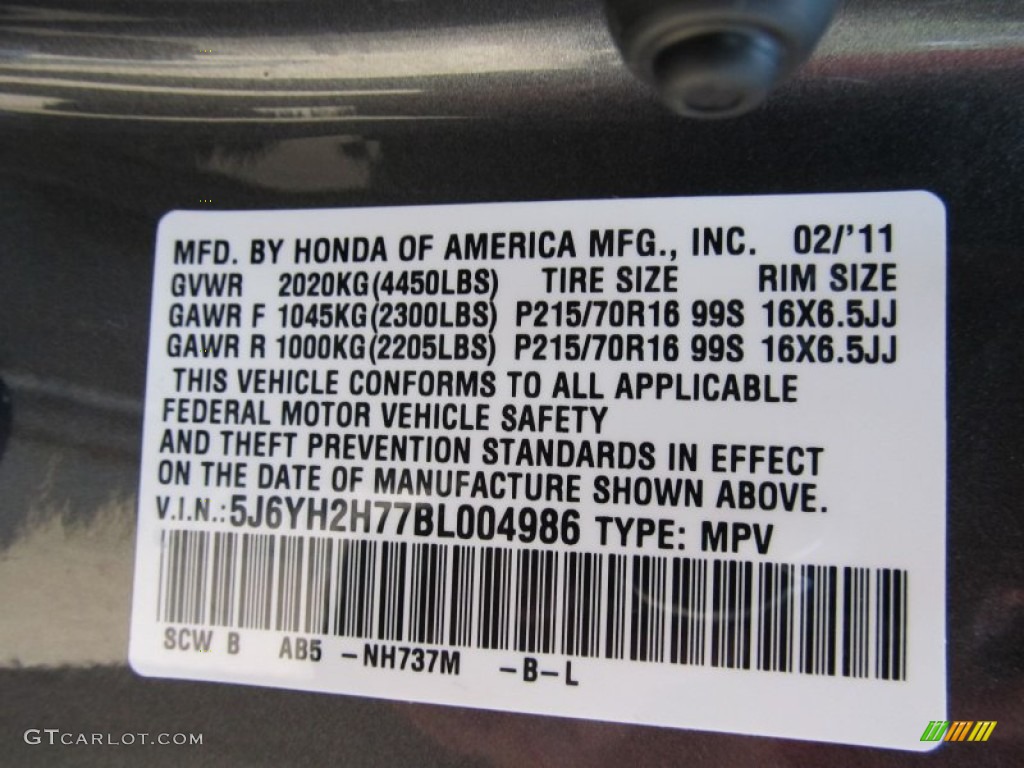 MFD. BY HONDA OF AMERICA MFG., INC. 02/'11
GVWR 2020KG(4450LBS) TIRE SIZE RIM SIZE
GAWR F 1045KG(2300LBS) P215/70R16 99S 16X6.5JJ
GAWR R 1000KG(2205LBS) P215/70R16 99S 16X6.5JJ
THIS VEHICLE CONFORMS TO ALL APPLICABLE
FEDERAL MOTOR VEHICLE SAFETY
AND THEFT PREVENTION STANDARDS IN EFFECT
ON THE DATE OF MANUFACTURE SHOWN ABOVE.
V.I.N.:5J6YH2H77BL004986 TYPE: MPV
SCW B AB5 -NH737M -B-L
GTCARLOT.COM